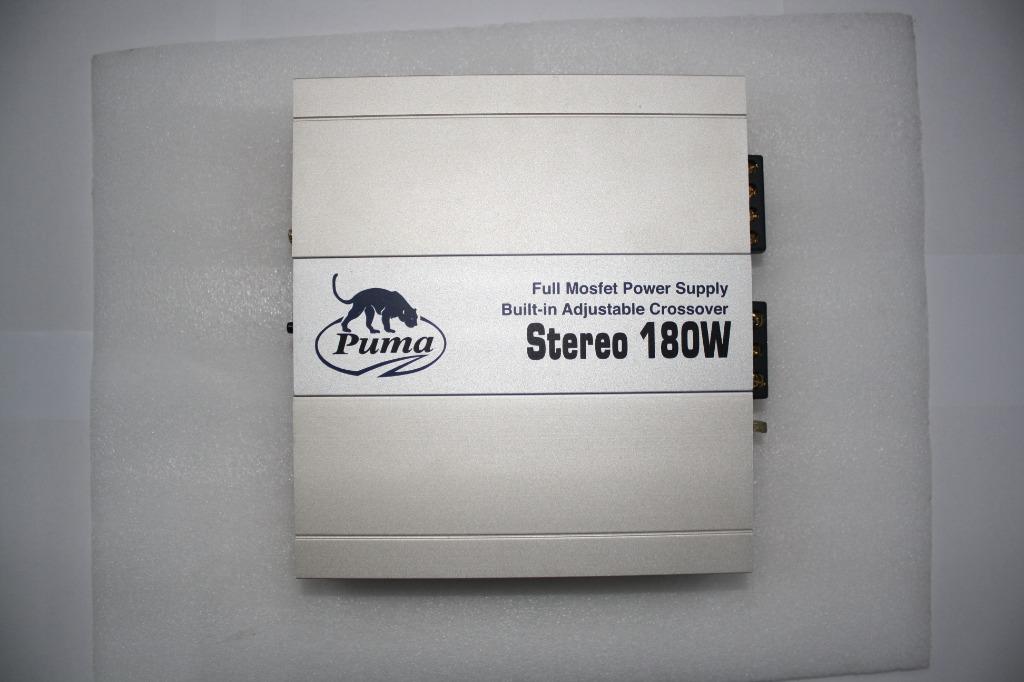 Puma
Full Mosfet Power Supply
Built-in Adjustable Crossover
Stereo 180W